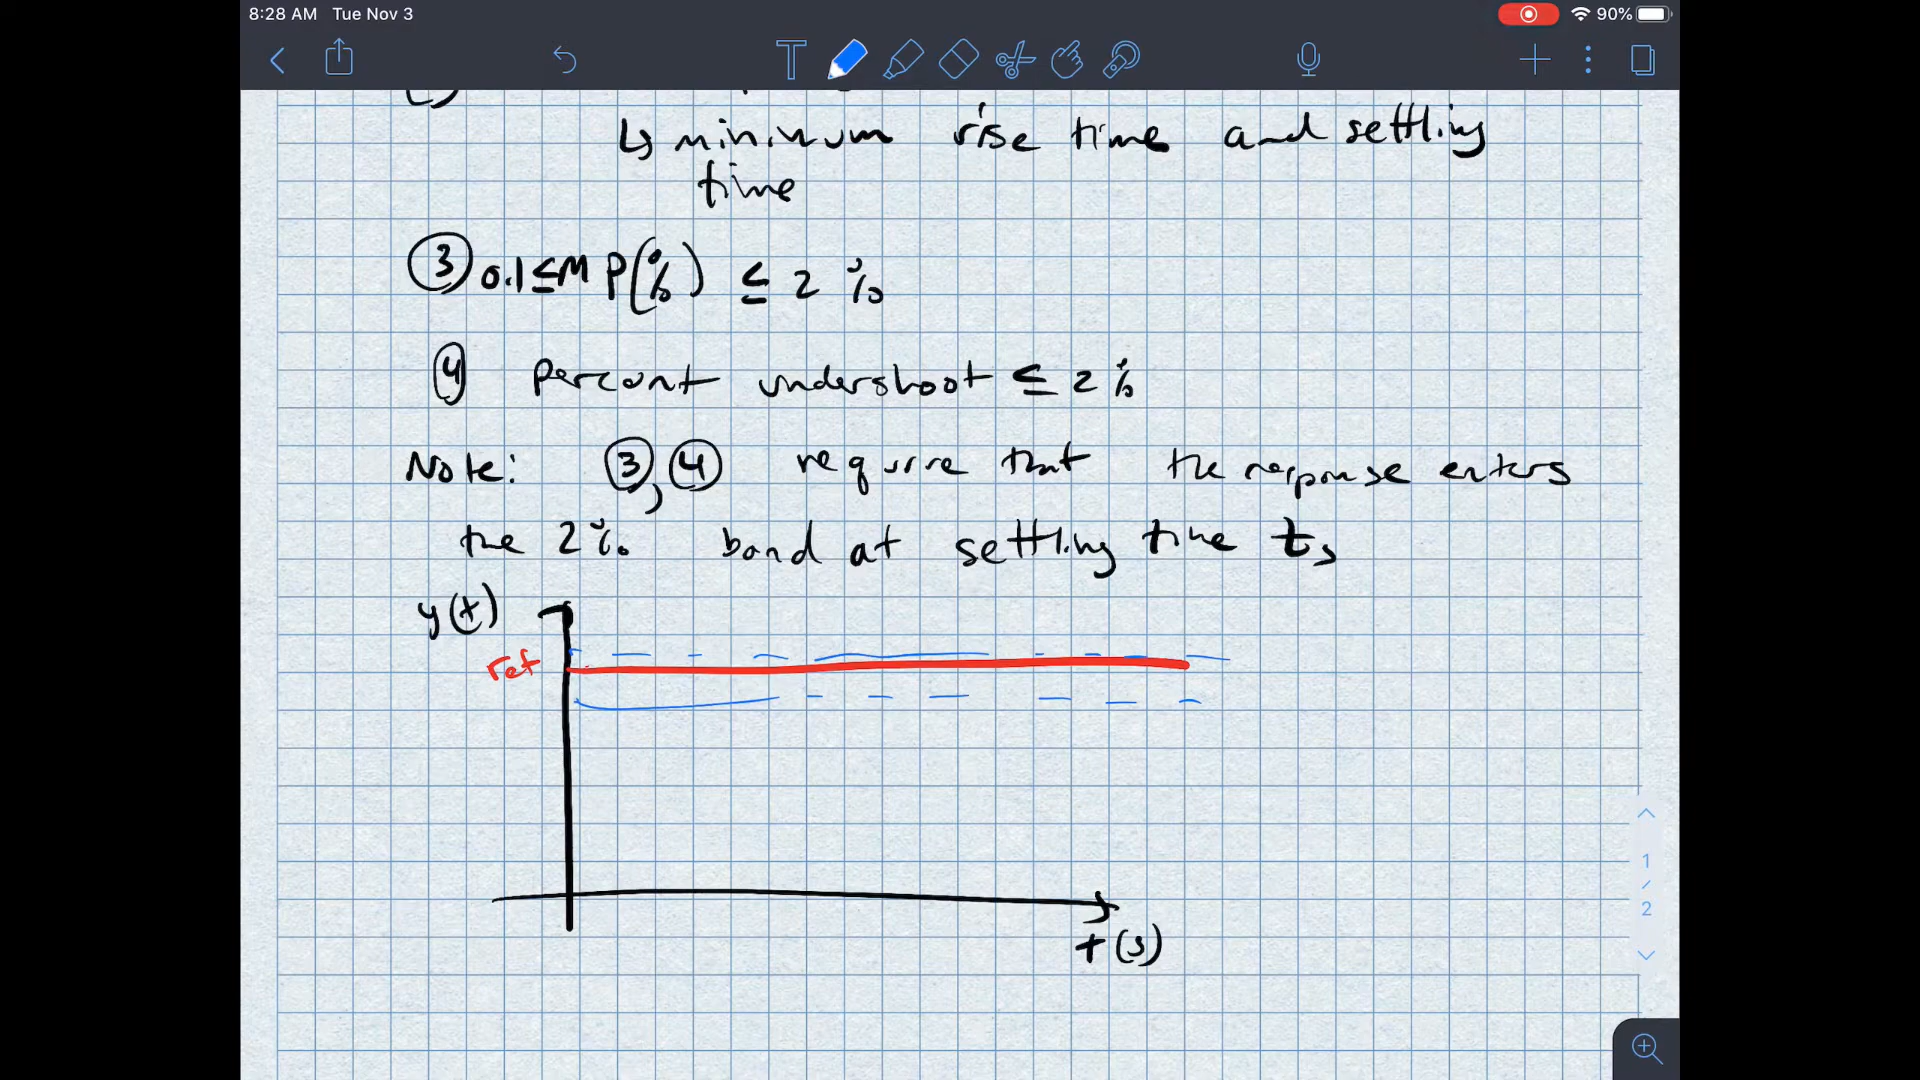 8:28 AM Tue Nov 3
90%
T
↳ minimum rise time and settling
time
③ 0.1 ≤ M P(%) ≤ 2 %
④ percent undershoot ≤ 2 %
Note: ③, ④ require that the response enters
the 2% band at settling time ts
y(t)
ref
t(s)
1
/
2